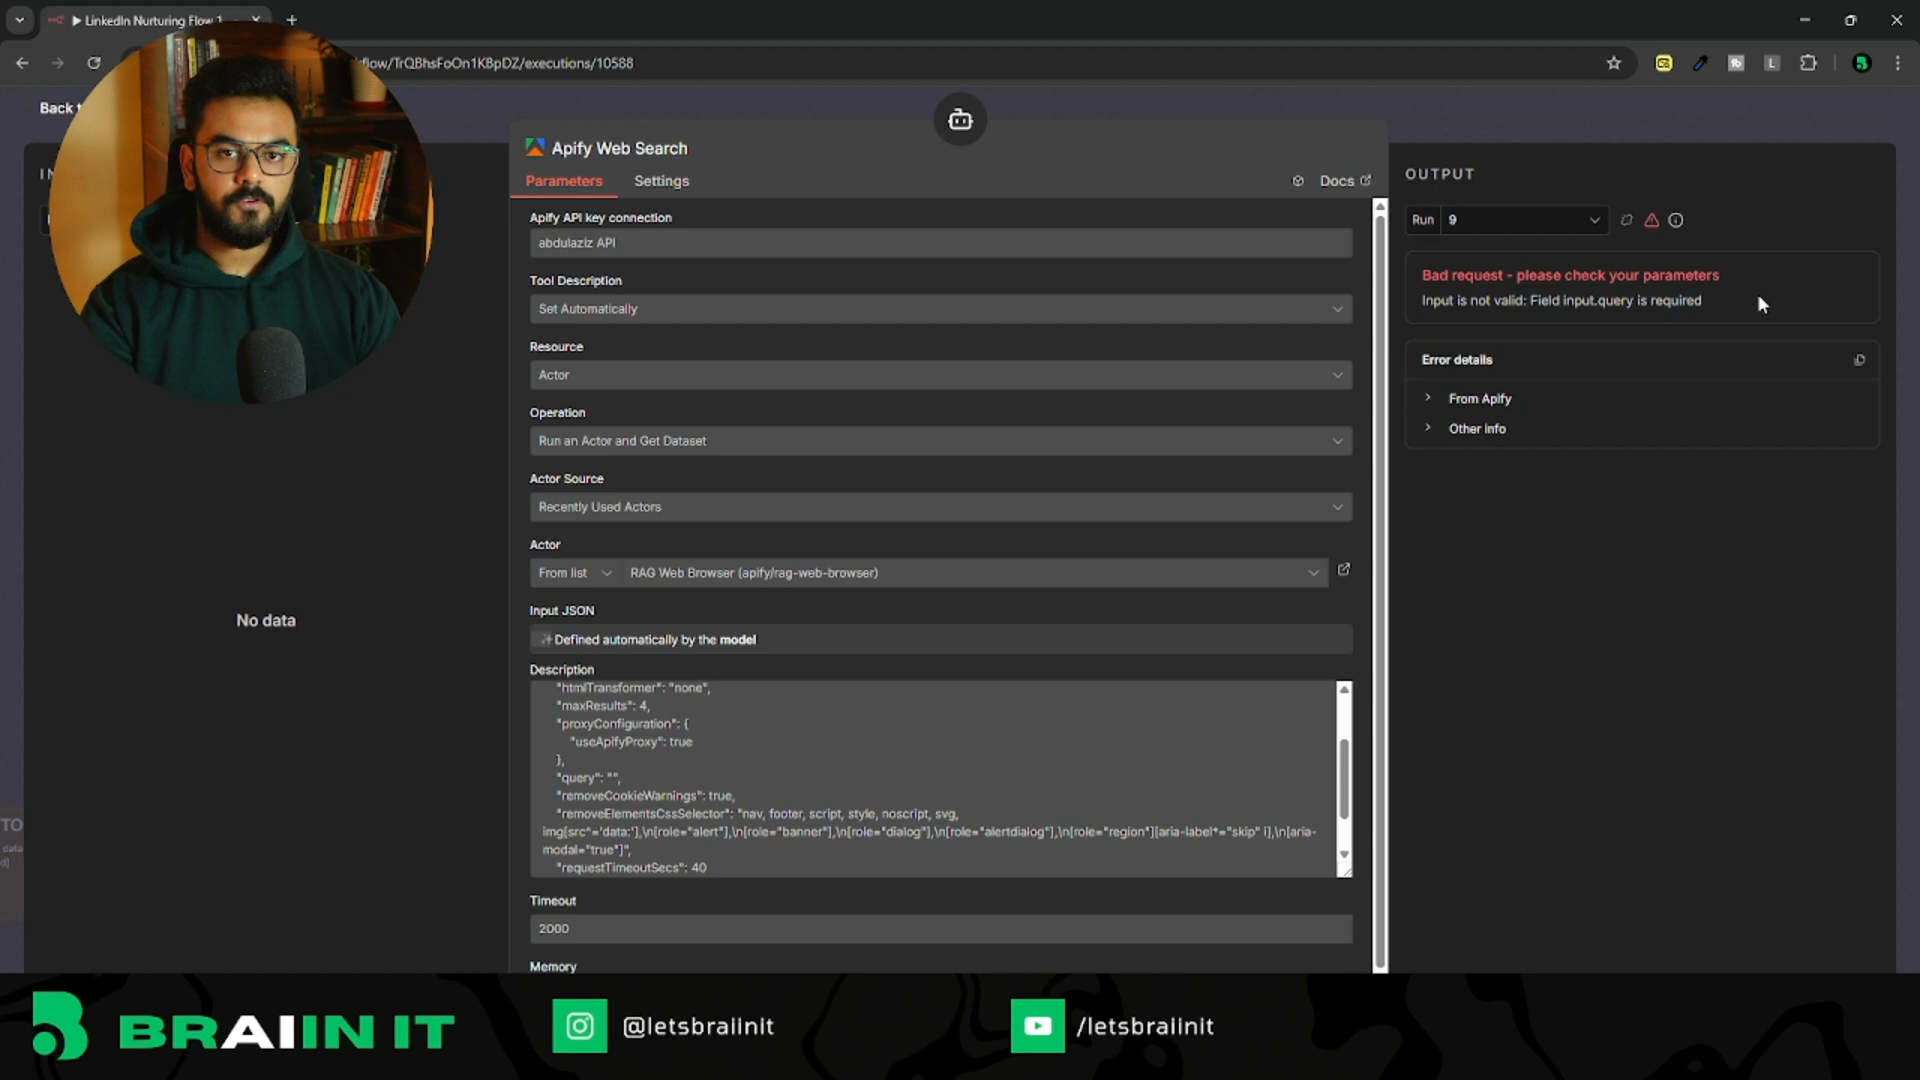 LinkedIn Nurturing Flow 1
flow/TrQBhsFoOn1KBpDZ/executions/10588
Back t
Apify Web Search
Parameters
Settings
Docs
Apify API key connection
abdulaziz API
Tool Description
Set Automatically
Resource
Actor
Operation
Run an Actor and Get Dataset
Actor Source
Recently Used Actors
Actor
From list
RAG Web Browser (apify/rag-web-browser)
Input JSON
Defined automatically by the model
Description
"htmlTransformer": "none",
"maxResults": 4,
"proxyConfiguration": {
"useApifyProxy": true
},
"query": "",
"removeCookieWarnings": true,
"removeElementsCssSelector": "nav, footer, script, style, noscript, svg,
img[src^='data:'],\n[role="alert"],\n[role="banner"],\n[role="dialog"],\n[role="alertdialog"],\n[role="region"][aria-label*="skip" i],\n[aria-
modal="true"]",
"requestTimeoutSecs": 40
Timeout
2000
Memory
No data
OUTPUT
Run 9
Bad request - please check your parameters
Input is not valid: Field input.query is required
Error details
From Apify
Other info
TO
data
d]
BRAIIN IT
@letsbraiinit
/letsbraiinit